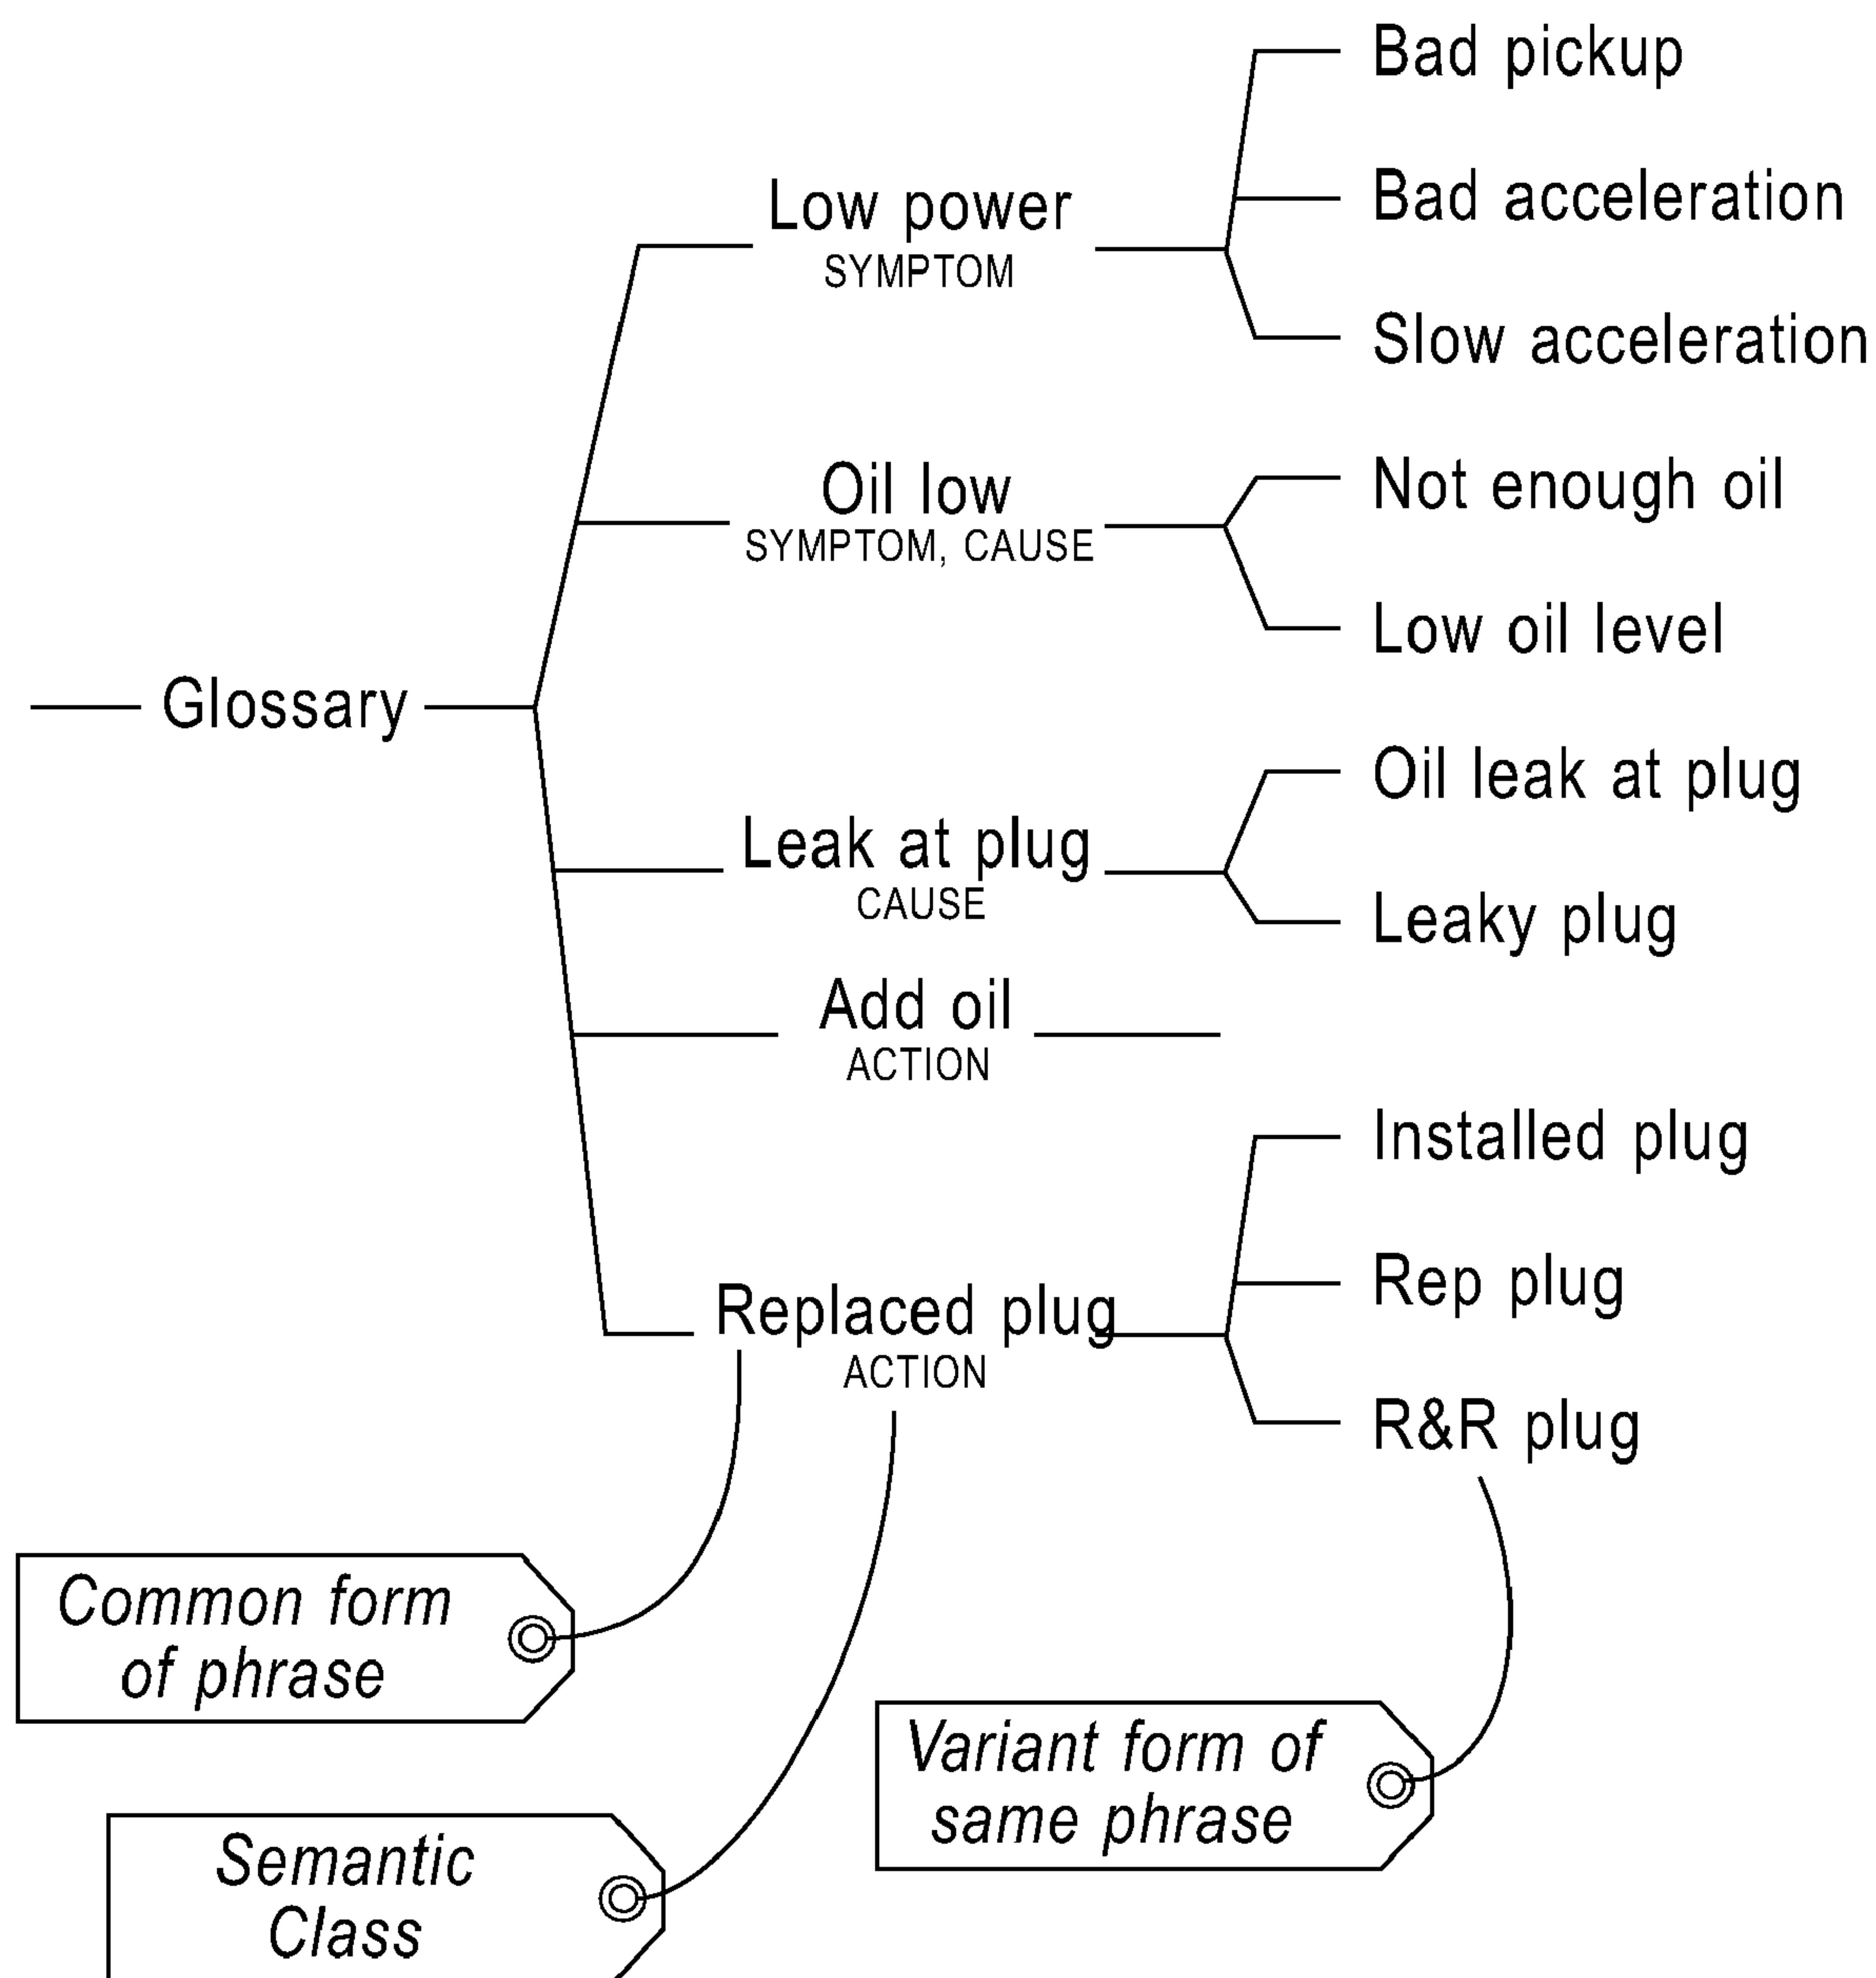 Bad pickup
Low power
SYMPTOM
Bad acceleration
Slow acceleration
Oil low
SYMPTOM, CAUSE
Not enough oil
Low oil level
Glossary
Leak at plug
CAUSE
Oil leak at plug
Leaky plug
Add oil
ACTION
Replaced plug
ACTION
Installed plug
Rep plug
R&R plug
Common form
of phrase
Variant form of
same phrase
Semantic
Class